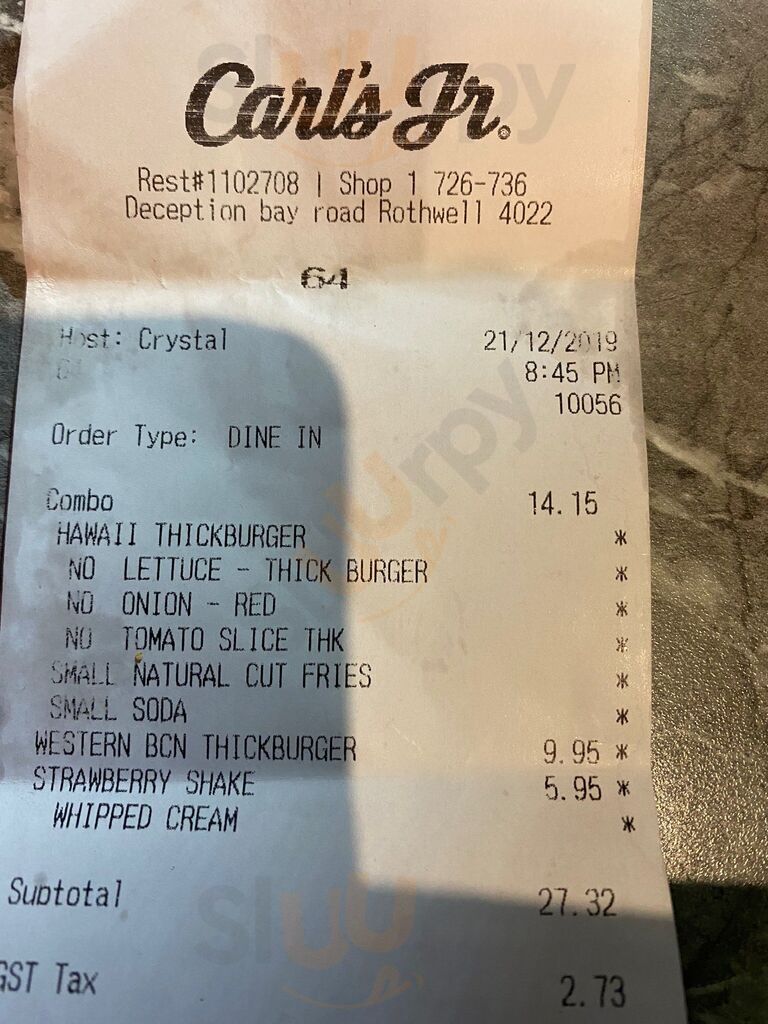 Carl's Jr.®
Rest#1102708 | Shop 1 726-736
Deception bay road Rothwell 4022
64
Host: Crystal 21/12/2019
8:45 PM
10056
Order Type: DINE IN
Combo 14.15
HAWAII THICKBURGER *
NO LETTUCE - THICK BURGER *
NO ONION - RED *
NO TOMATO SLICE THK *
SMALL NATURAL CUT FRIES *
SMALL SODA *
WESTERN BCN THICKBURGER 9.95 *
STRAWBERRY SHAKE 5.95 *
WHIPPED CREAM *
Subtotal 27.32
GST Tax 2.73
Sluurpy
Sluurpy
Sluu